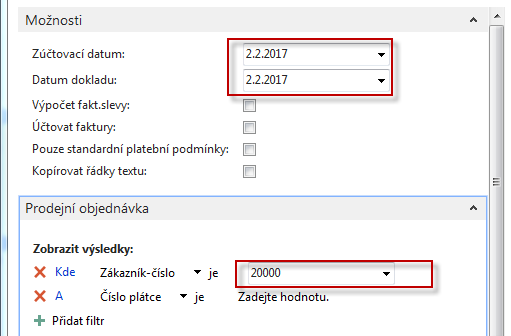 Možnosti
Zúčtovací datum: 2.2.2017
Datum dokladu: 2.2.2017
Výpočet fakt.slevy:
Účtovat faktury:
Pouze standardní platební podmínky:
Kopírovat řádky textu:
Prodejní objednávka
Zobrazit výsledky:
Kde Zákazník-číslo je 20000
A Číslo plátce je Zadejte hodnotu.
Přidat filtr